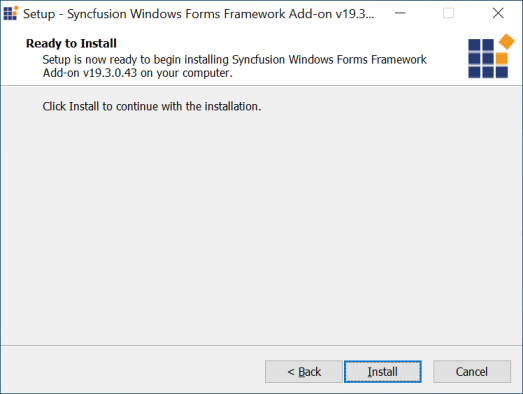 Setup - Syncfusion Windows Forms Framework Add-on v19.3...
Ready to Install
Setup is now ready to begin installing Syncfusion Windows Forms Framework
Add-on v19.3.0.43 on your computer.
Click Install to continue with the installation.
< Back
Install
Cancel